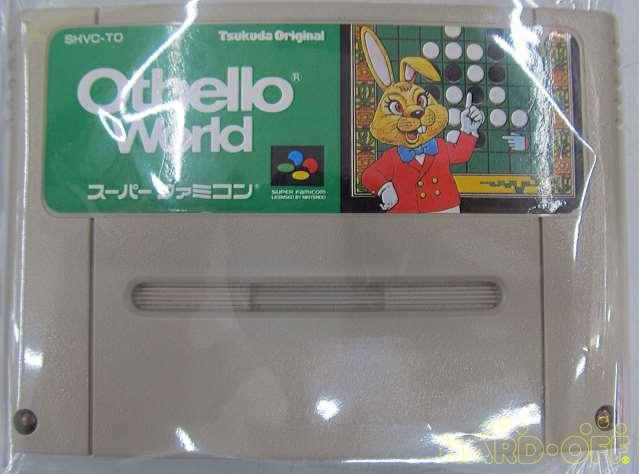 SHVC-TO
Tsukuda Original
Othello®
World
SUPER FAMICOM
LICENSED BY NINTENDO
スーパーファミコン®
HARD·OFF